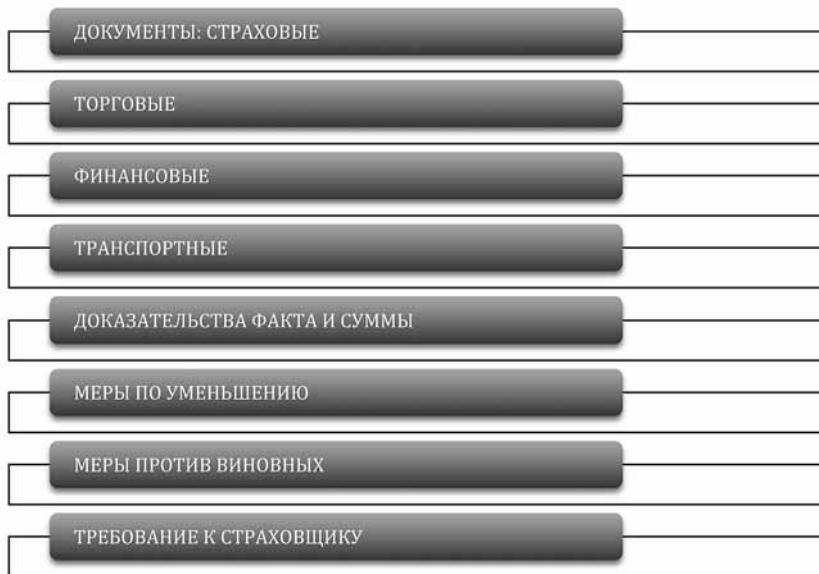 ДОКУМЕНТЫ: СТРАХОВЫЕ
ТОРГОВЫЕ
ФИНАНСОВЫЕ
ТРАНСПОРТНЫЕ
ДОКАЗАТЕЛЬСТВА ФАКТА И СУММЫ
МЕРЫ ПО УМЕНЬШЕНИЮ
МЕРЫ ПРОТИВ ВИНОВНЫХ
ТРЕБОВАНИЕ К СТРАХОВЩИКУ